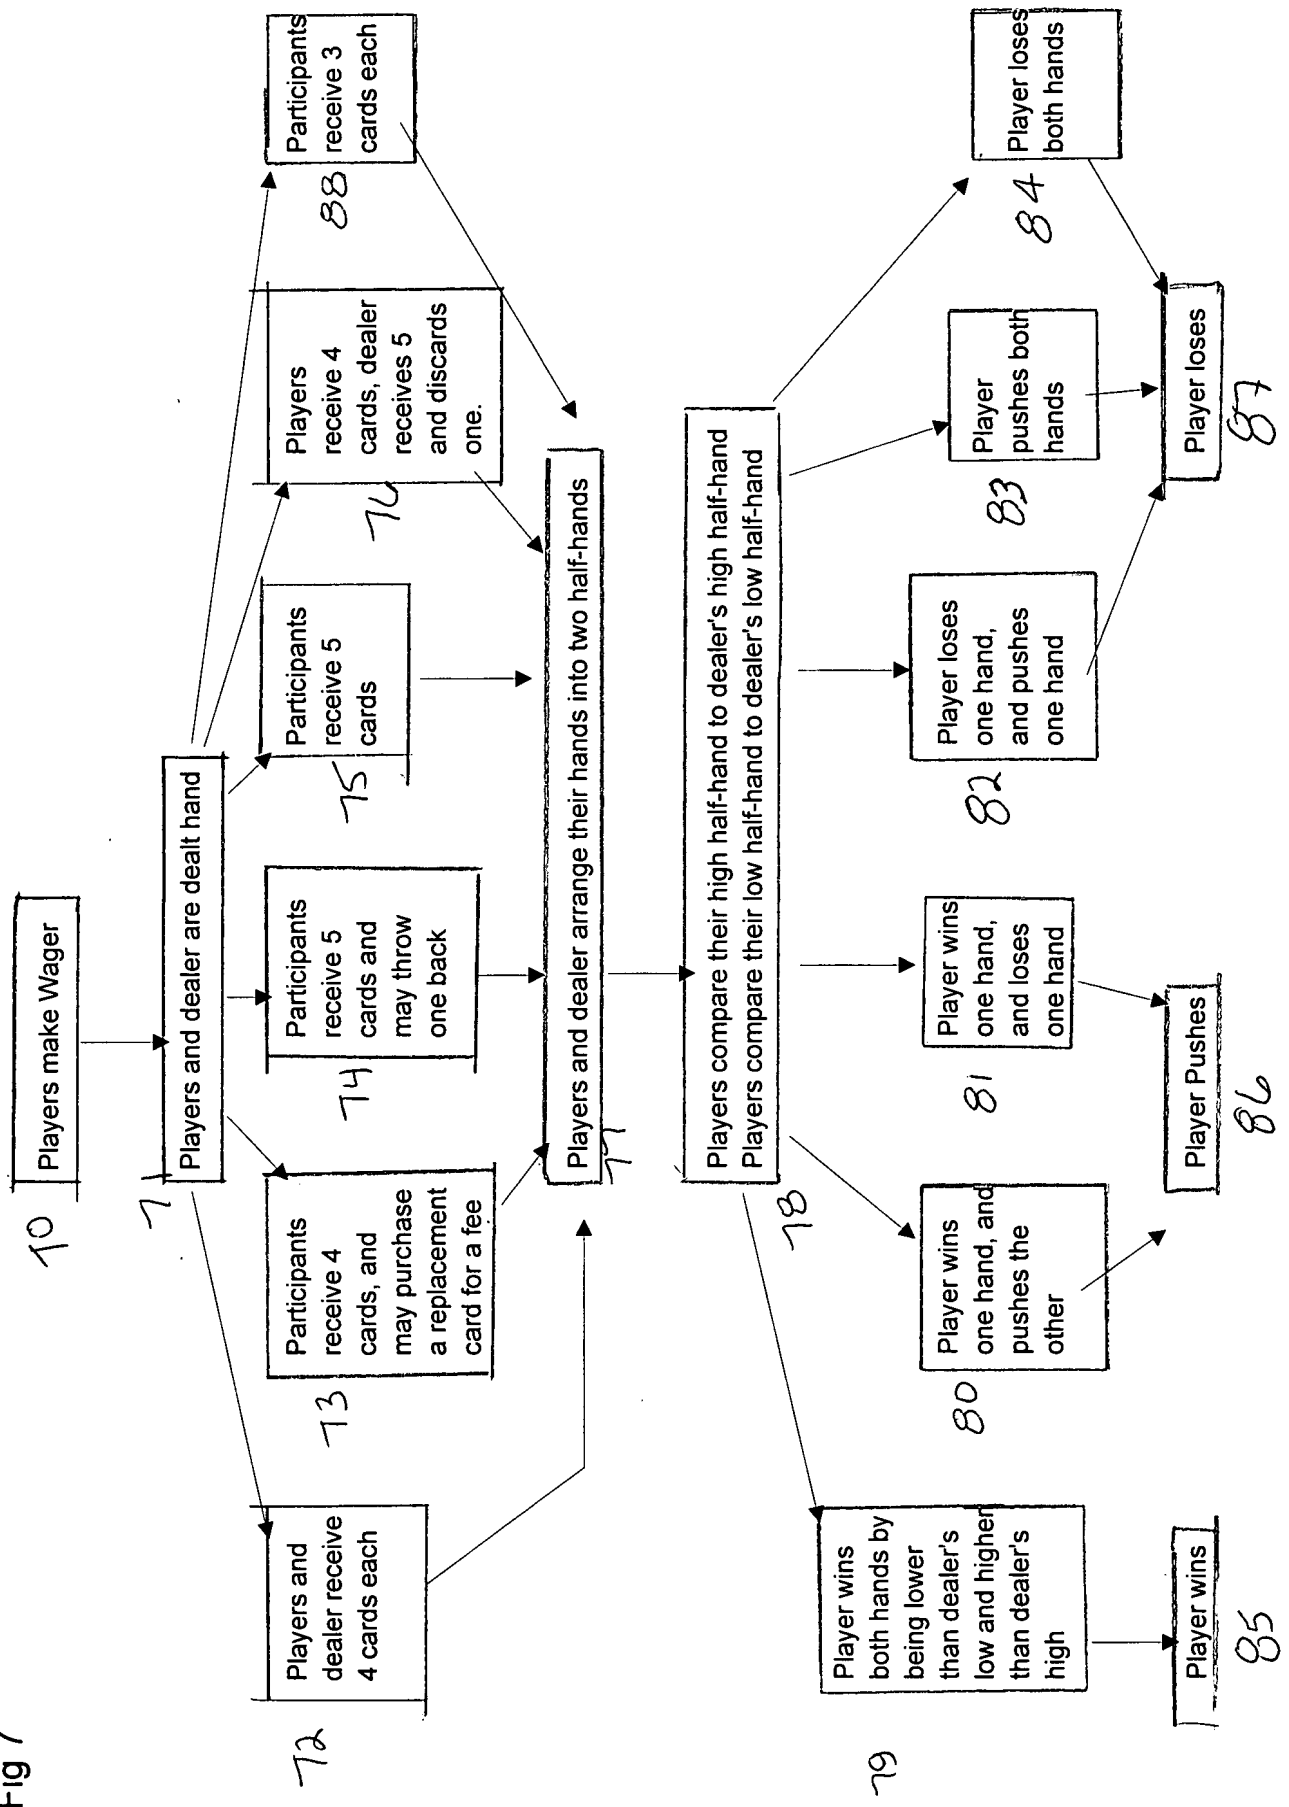 Fig 7
70
Players make Wager
71
Players and dealer are dealt hand
72
Players and
dealer receive
4 cards each
73
Participants
receive 4
cards, and
may purchase
a replacement
card for a fee
74
Participants
receive 5
cards and
may throw
one back
75
Participants
receive 5
cards
76
Players
receive 4
cards, dealer
receives 5
and discards
one.
88
Participants
receive 3
cards each
77
Players and dealer arrange their hands into two half-hands
78
Players compare their high half-hand to dealer's high half-hand
Players compare their low half-hand to dealer's low half-hand
79
Player wins
both hands by
being lower
than dealer's
low and higher
than dealer's
high
80
Player wins
one hand, and
pushes the
other
81
Player wins
one hand,
and loses
one hand
82
Player loses
one hand,
and pushes
one hand
83
Player
pushes both
hands
84
Player loses
both hands
85
Player wins
86
Player Pushes
87
Player loses